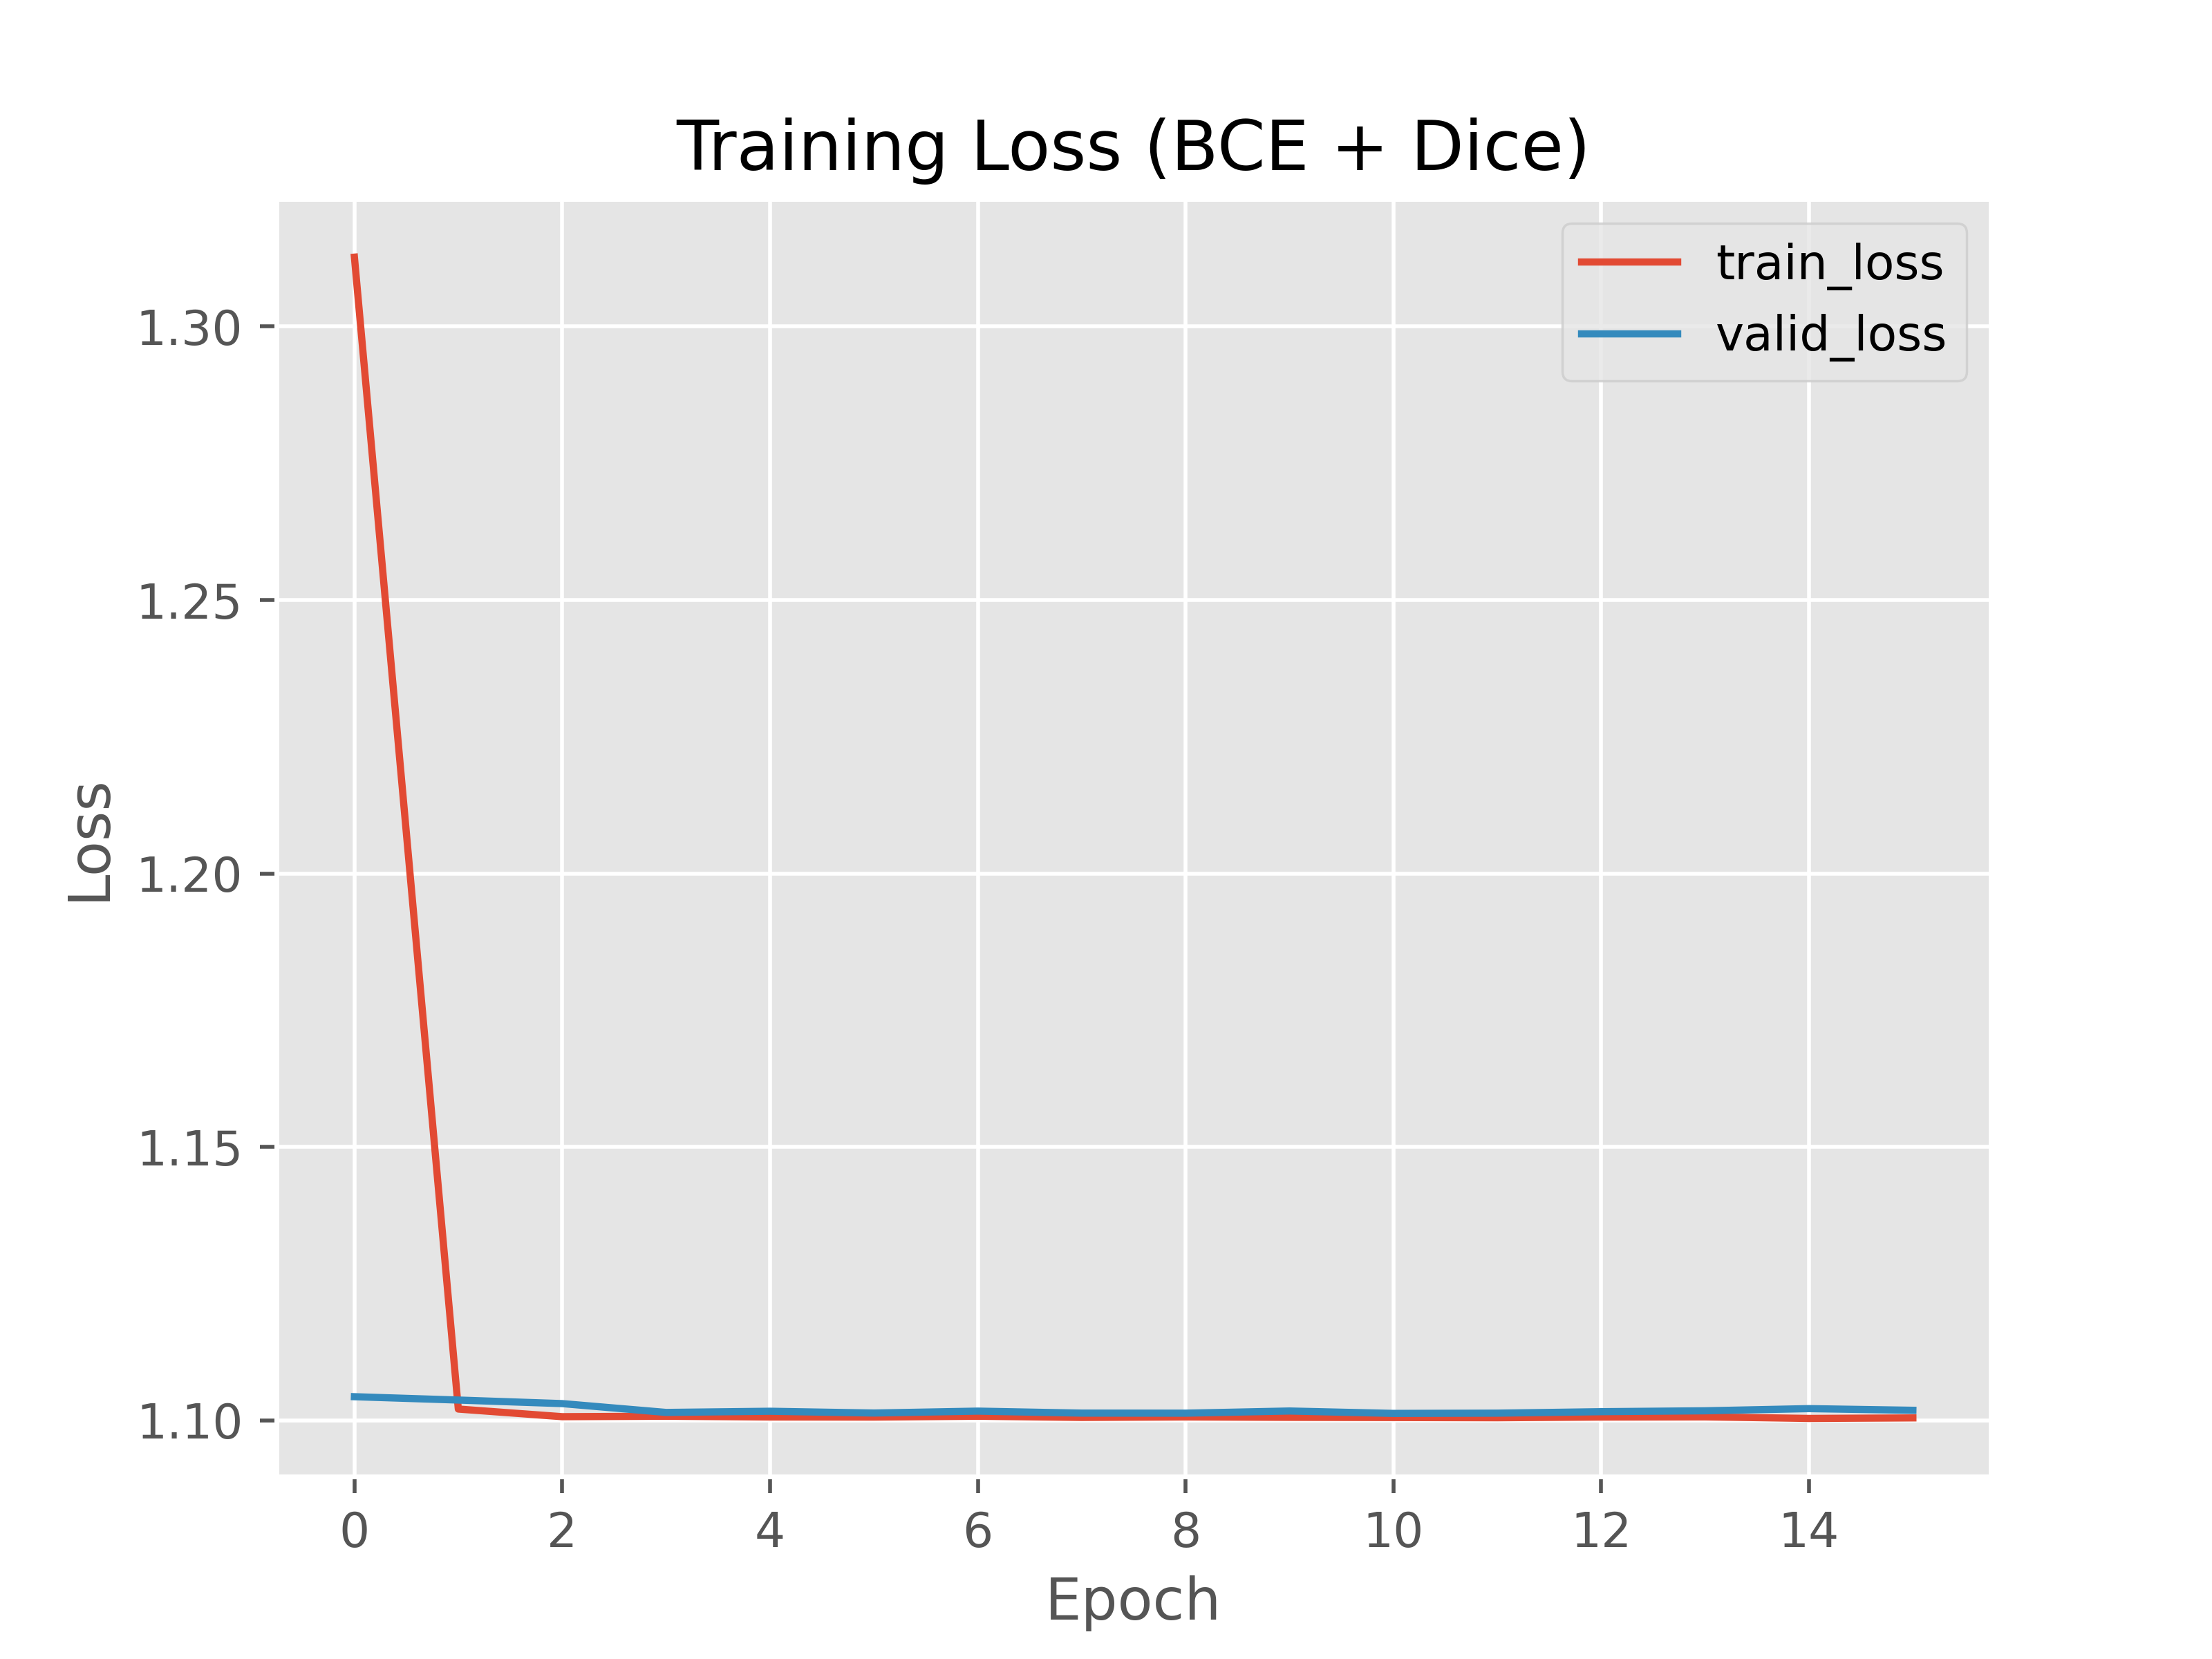 Training Loss (BCE + Dice)
train_loss
valid_loss
Loss
1.30
1.25
1.20
1.15
1.10
0 2 4 6 8 10 12 14
Epoch